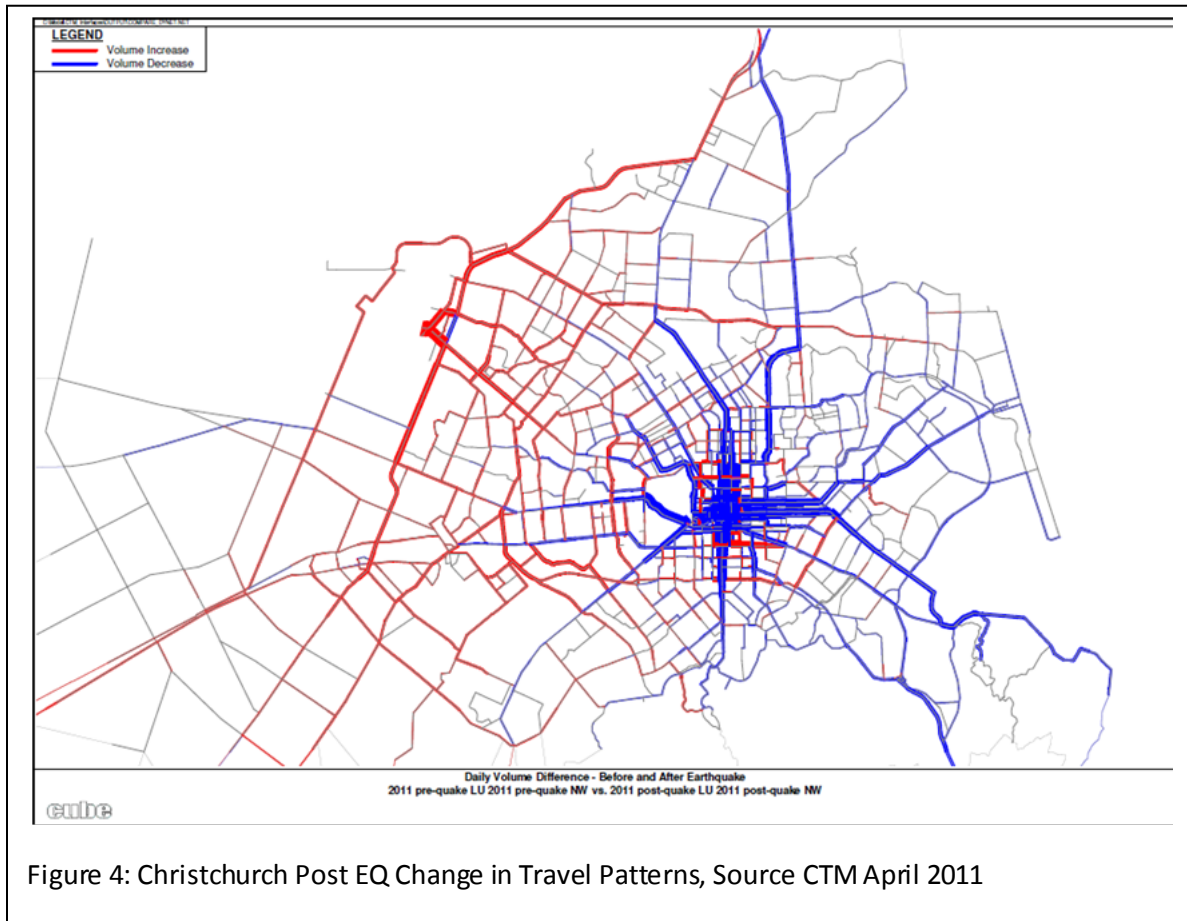 LEGEND
Volume Increase
Volume Decrease
Daily Volume Difference - Before and After Earthquake
2011 pre-quake LU 2011 pre-quake NW vs. 2011 post-quake LU 2011 post-quake NW
cube
Figure 4: Christchurch Post EQ Change in Travel Patterns, Source CTM April 2011